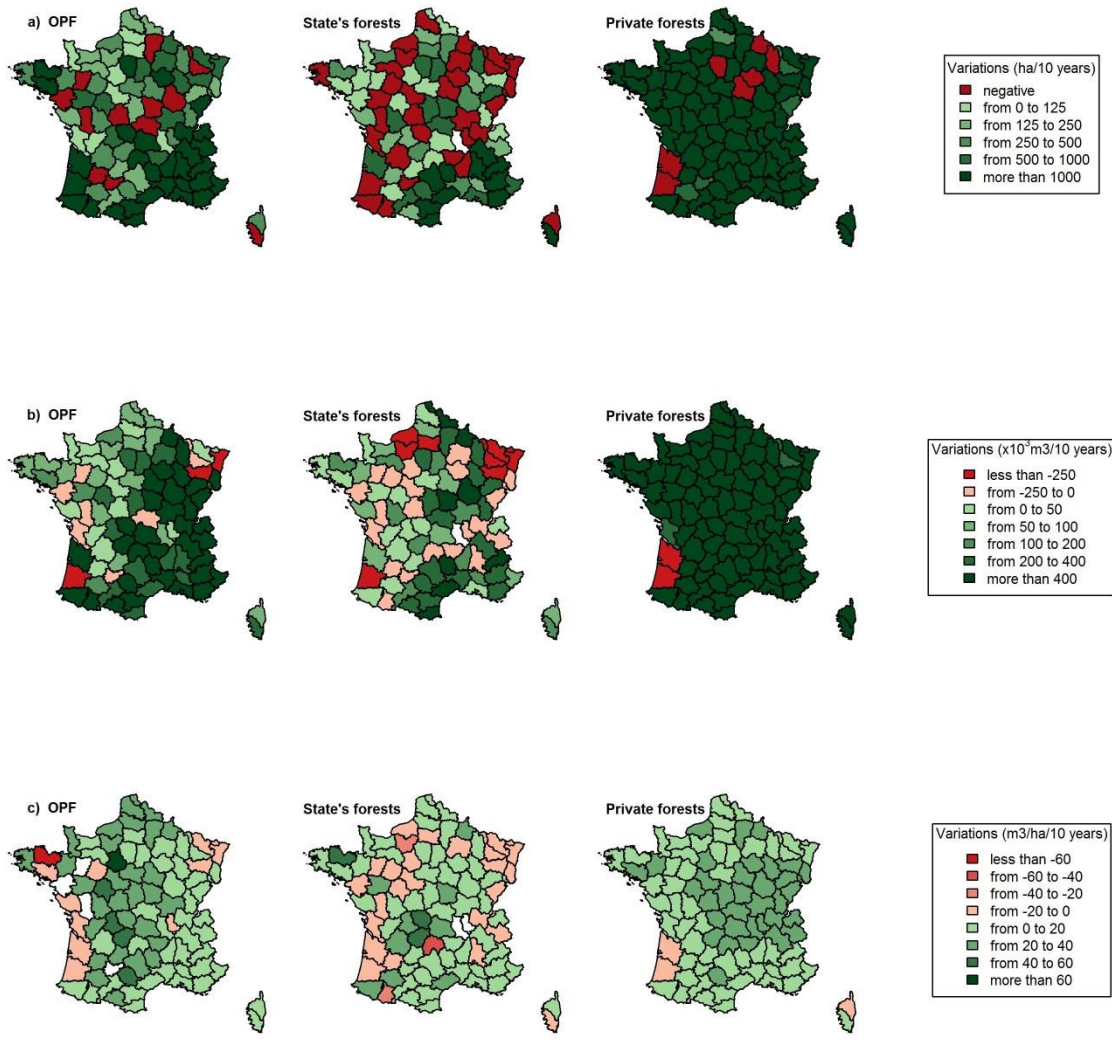 a) OPF
State's forests
Private forests
Variations (ha/10 years)
negative
from 0 to 125
from 125 to 250
from 250 to 500
from 500 to 1000
more than 1000
b) OPF
State's forests
Private forests
Variations (x10³m3/10 years)
less than -250
from -250 to 0
from 0 to 50
from 50 to 100
from 100 to 200
from 200 to 400
more than 400
c) OPF
State's forests
Private forests
Variations (m3/ha/10 years)
less than -60
from -60 to -40
from -40 to -20
from -20 to 0
from 0 to 20
from 20 to 40
from 40 to 60
more than 60